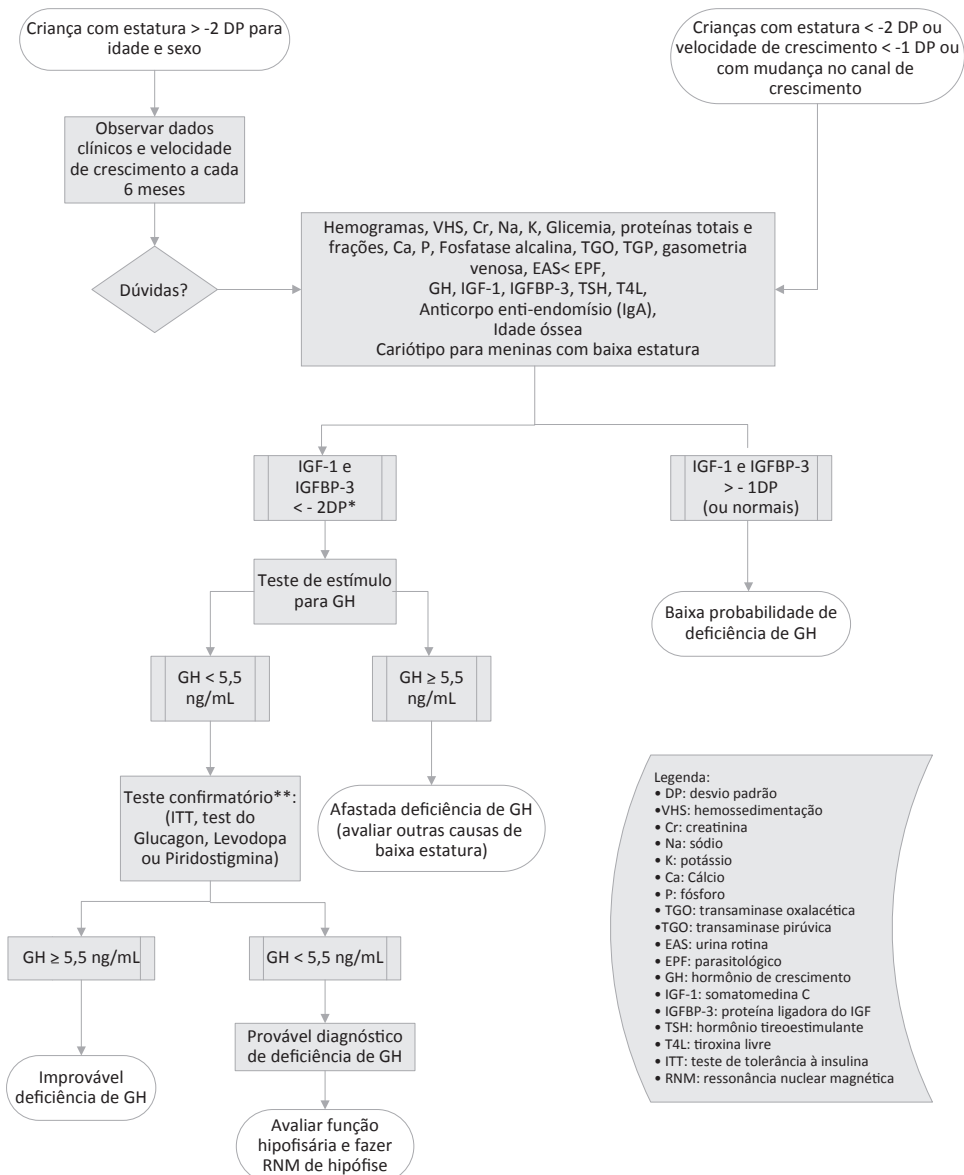 Criança com estatura > -2 DP para
idade e sexo
Crianças com estatura < -2 DP ou
velocidade de crescimento < -1 DP ou
com mudança no canal de
crescimento
Observar dados
clínicos e velocidade
de crescimento a cada
6 meses
Dúvidas?
Hemogramas, VHS, Cr, Na, K, Glicemia, proteínas totais e
frações, Ca, P, Fosfatase alcalina, TGO, TGP, gasometria
venosa, EAS< EPF,
GH, IGF-1, IGFBP-3, TSH, T4L,
Anticorpo enti-endomísio (IgA),
Idade óssea
Cariótipo para meninas com baixa estatura
IGF-1 e
IGFBP-3
< - 2DP*
IGF-1 e IGFBP-3
> - 1DP
(ou normais)
Teste de estímulo
para GH
Baixa probabilidade de
deficiência de GH
GH < 5,5
ng/mL
GH ≥ 5,5
ng/mL
Teste confirmatório**:
(ITT, test do
Glucagon, Levodopa
ou Piridostigmina)
Afastada deficiência de GH
(avaliar outras causas de
baixa estatura)
GH ≥ 5,5 ng/mL
GH < 5,5 ng/mL
Provável diagnóstico
de deficiência de GH
Improvável
deficiência de GH
Avaliar função
hipofisária e fazer
RNM de hipófise
Legenda:
• DP: desvio padrão
•VHS: hemossedimentação
• Cr: creatinina
• Na: sódio
• K: potássio
• Ca: Cálcio
• P: fósforo
• TGO: transaminase oxalacética
•TGO: transaminase pirúvica
• EAS: urina rotina
• EPF: parasitológico
• GH: hormônio de crescimento
• IGF-1: somatomedina C
• IGFBP-3: proteína ligadora do IGF
• TSH: hormônio tireoestimulante
• T4L: tiroxina livre
• ITT: teste de tolerância à insulina
• RNM: ressonância nuclear magnética